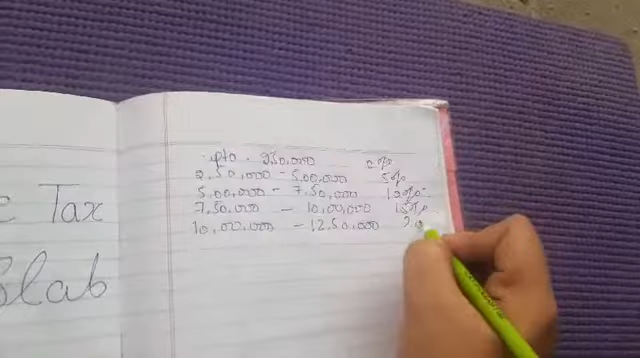 e Tax
Slab
upto . 250,000 0%
2,50,000 - 5,00,000 5%
5,00,000 - 7,50,000 10%
7,50,000 - 10,00,000 15%
10,00,000 - 12,50,000 20